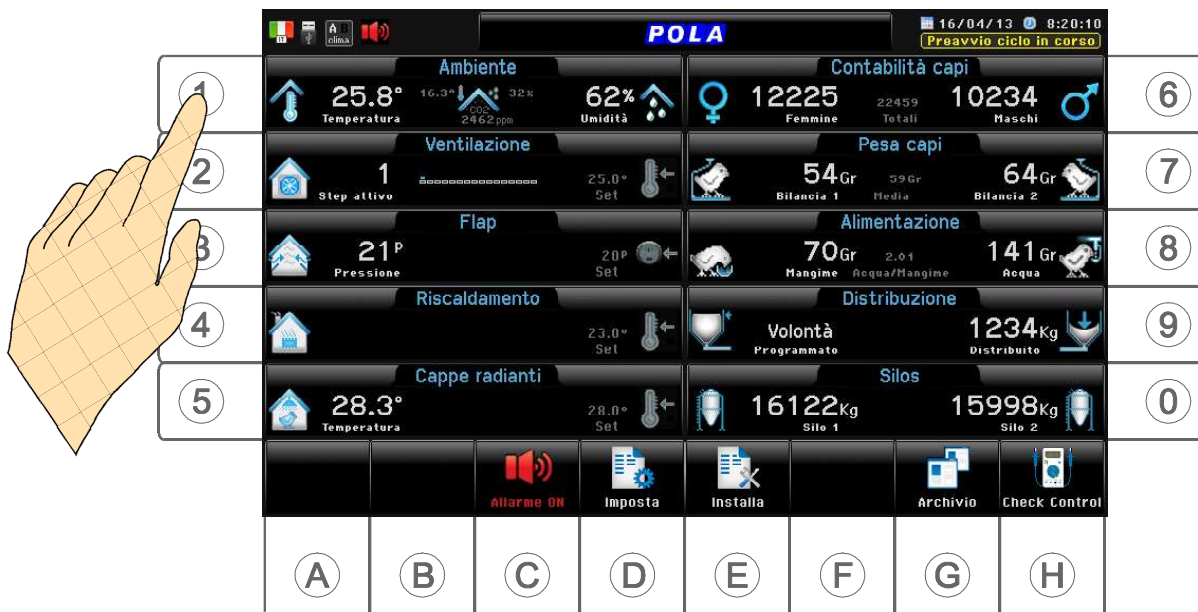 IT A B clima POLA 16/04/13 8:20:10
Preavvio ciclo in corso
Ambiente
25.8° Temperatura 16.3° 32% CO2 2462 ppm 62% Umidità
Contabilità capi
12225 Femmine 22459 Totali 10234 Maschi
1
6
Ventilazione
1 Step attivo 25.0° Set
Pesa capi
54Gr Bilancia 1 59Gr Media 64Gr Bilancia 2
2
7
Flap
21P Pressione 20P Set
Alimentazione
70Gr Mangime 2.01 Acqua/Mangime 141Gr Acqua
3
8
Riscaldamento
23.0° Set
Distribuzione
Volontà Programmato 1234Kg Distribuito
4
9
Cappe radianti
28.3° Temperatura 28.0° Set
Silos
16122Kg Silo 1 15998Kg Silo 2
5
0
Allarme ON Imposta Installa Archivio Check Control
A B C D E F G H